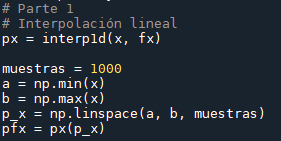 # Parte 1
# Interpolación lineal
px = interp1d(x, fx)
muestras = 1000
a = np.min(x)
b = np.max(x)
p_x = np.linspace(a, b, muestras)
pfx = px(p_x)